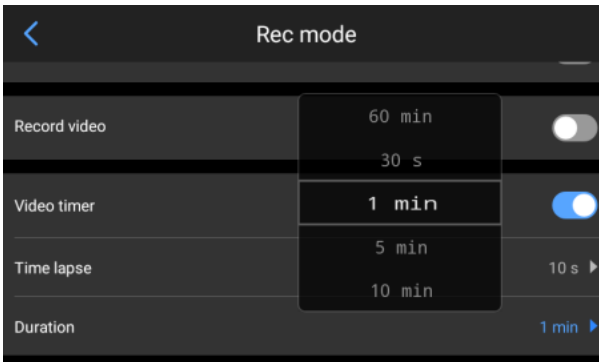 Rec mode
Record video
60 min
30 s
Video timer
1 min
5 min
Time lapse
10 s
10 min
Duration
1 min